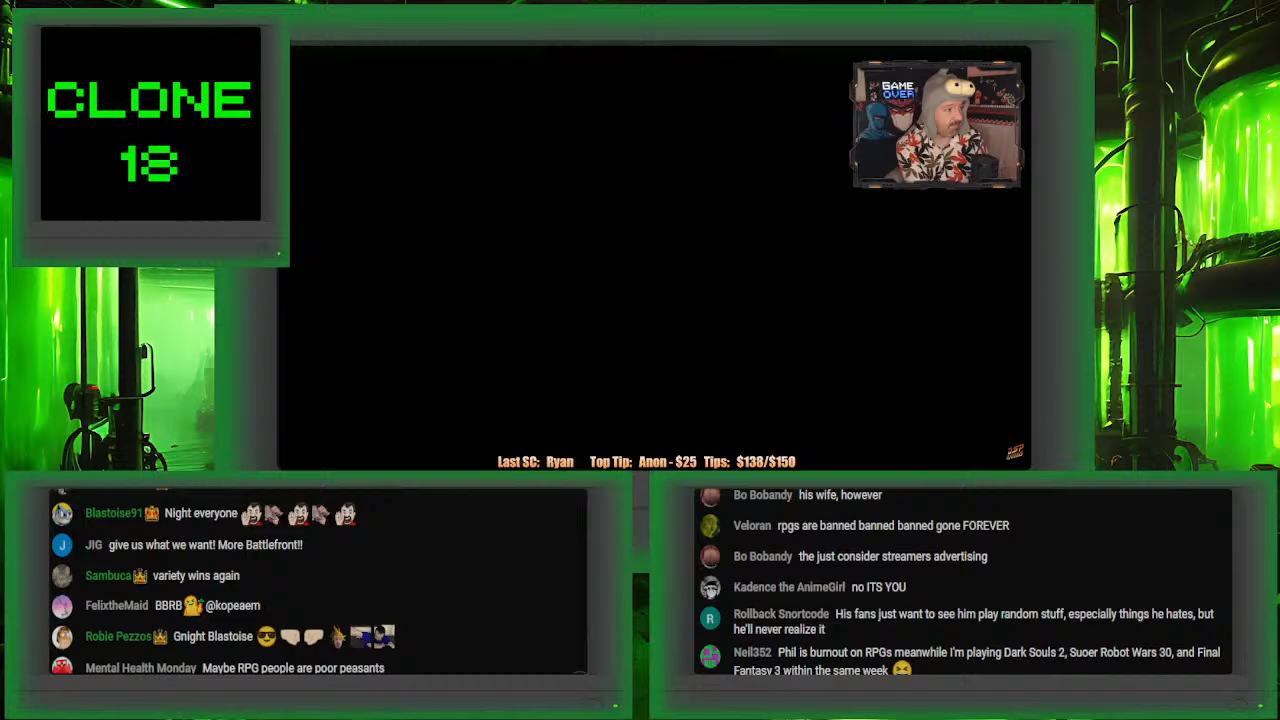 CLONE
18
GAME
OVER
Last SC: Ryan Top Tip: Anon - $25 Tips: $138/$150
Blastoise91 Night everyone
JIG give us what we want! More Battlefront!!
Sambuca variety wins again
FelixtheMaid BBRB @kopeaem
Robie Pezzos Gnight Blastoise
Mental Health Monday Maybe RPG people are poor peasants
Bo Bobandy his wife, however
Veloran rpgs are banned banned banned gone FOREVER
Bo Bobandy the just consider streamers advertising
Kadence the AnimeGirl no ITS YOU
Rollback Snortcode His fans just want to see him play random stuff, especially things he hates, but
he'll never realize it
Neil352 Phil is burnout on RPGs meanwhile I'm playing Dark Souls 2, Suoer Robot Wars 30, and Final
Fantasy 3 within the same week